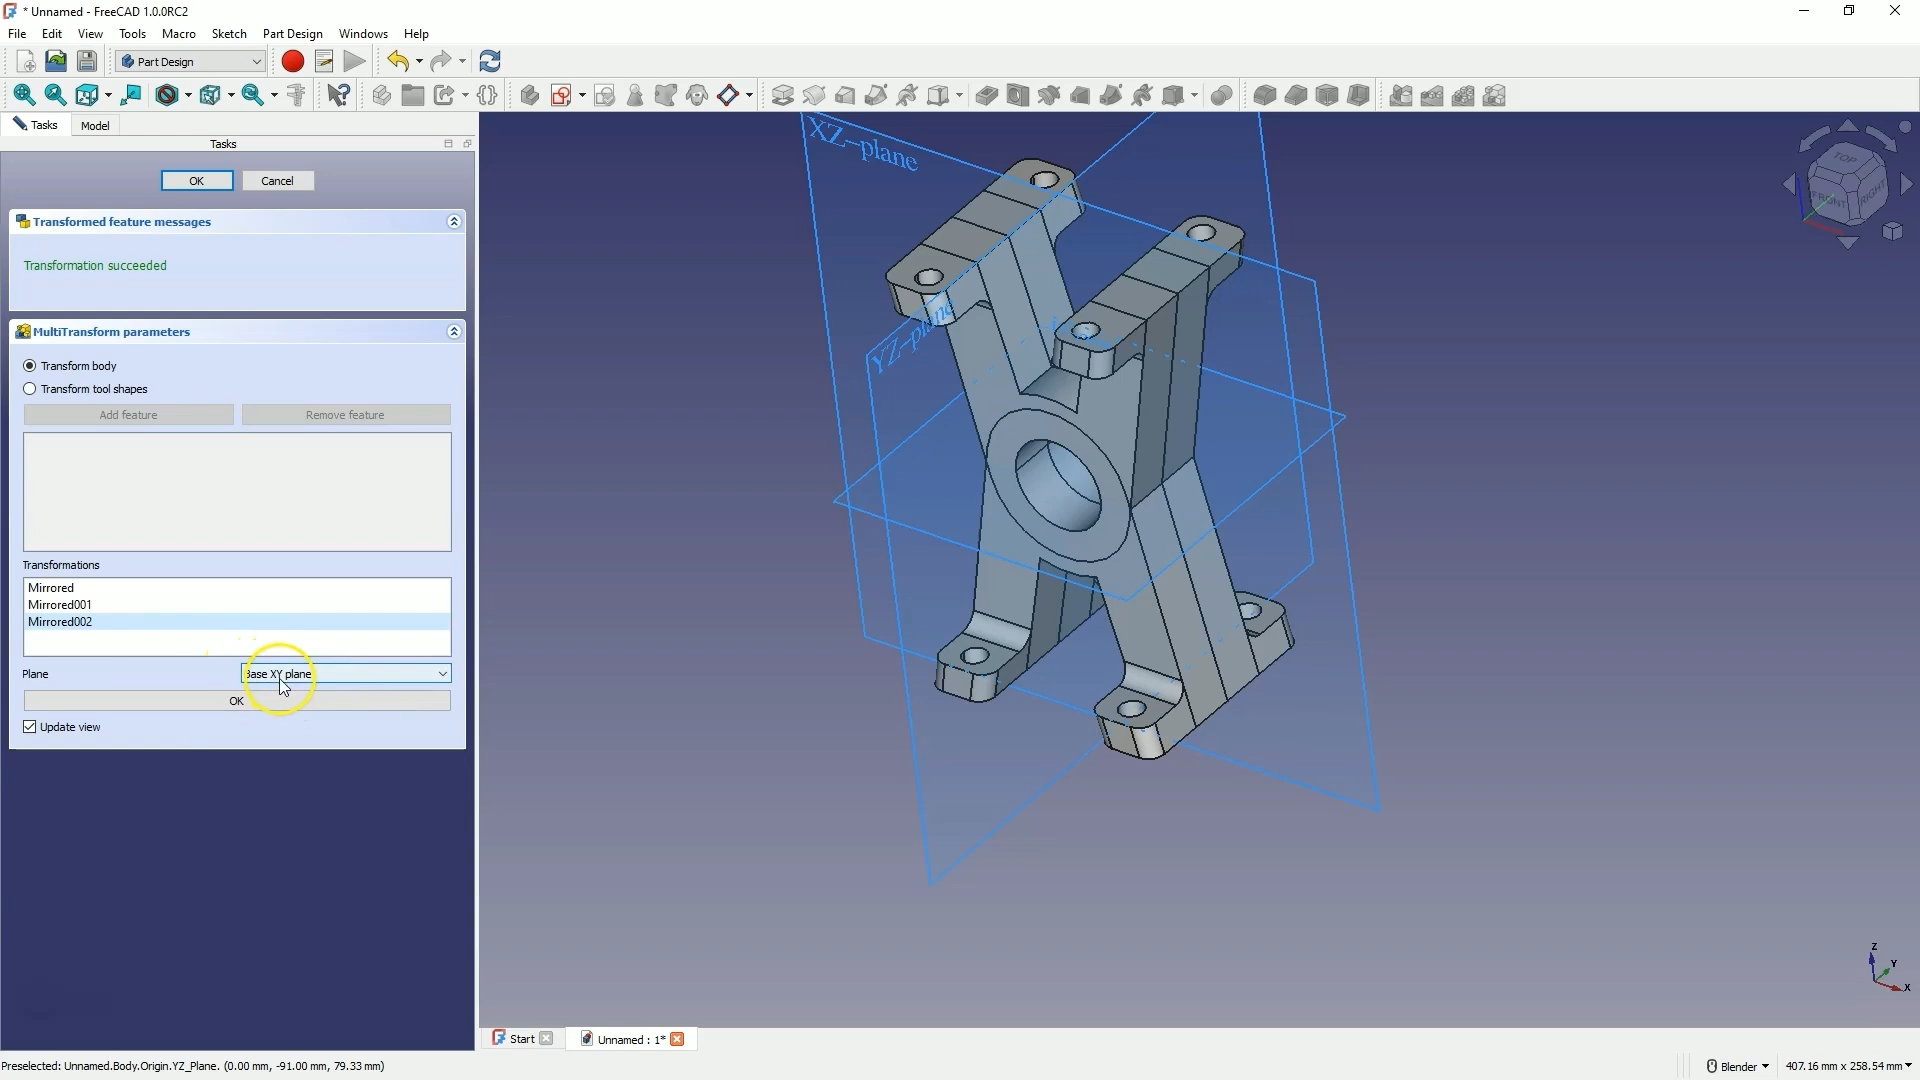 * Unnamed - FreeCAD 1.0.0RC2
File Edit View Tools Macro Sketch Part Design Windows Help
Part Design
Tasks Model
Tasks
OK Cancel
Transformed feature messages
Transformation succeeded
MultiTransform parameters
Transform body
Transform tool shapes
Add feature Remove feature
Transformations
Mirrored
Mirrored001
Mirrored002
Plane Base XY plane
OK
Update view
XZ-plane
YZ-plane
TOP
FRONT RIGHT
Z
Y
X
Start Unnamed : 1*
Preselected: Unnamed.Body.Origin.YZ_Plane. (0.00 mm, -91.00 mm, 79.33 mm) Blender 407.16 mm x 258.54 mm